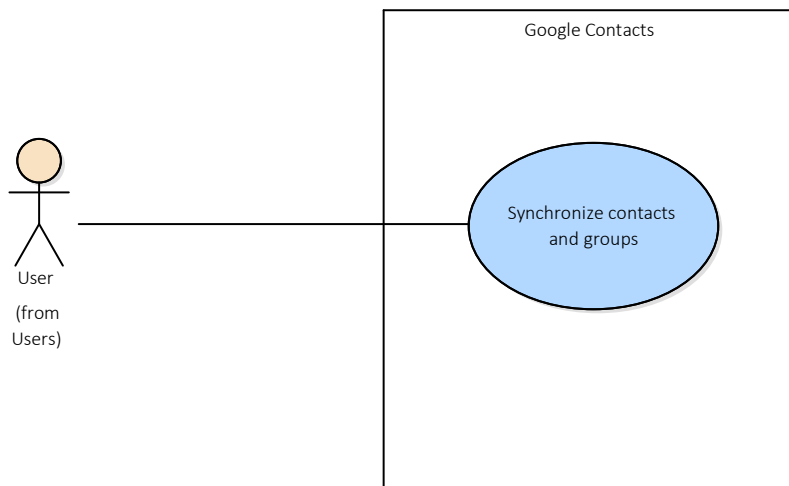 Google Contacts
Synchronize contacts
and groups
User
(from
Users)